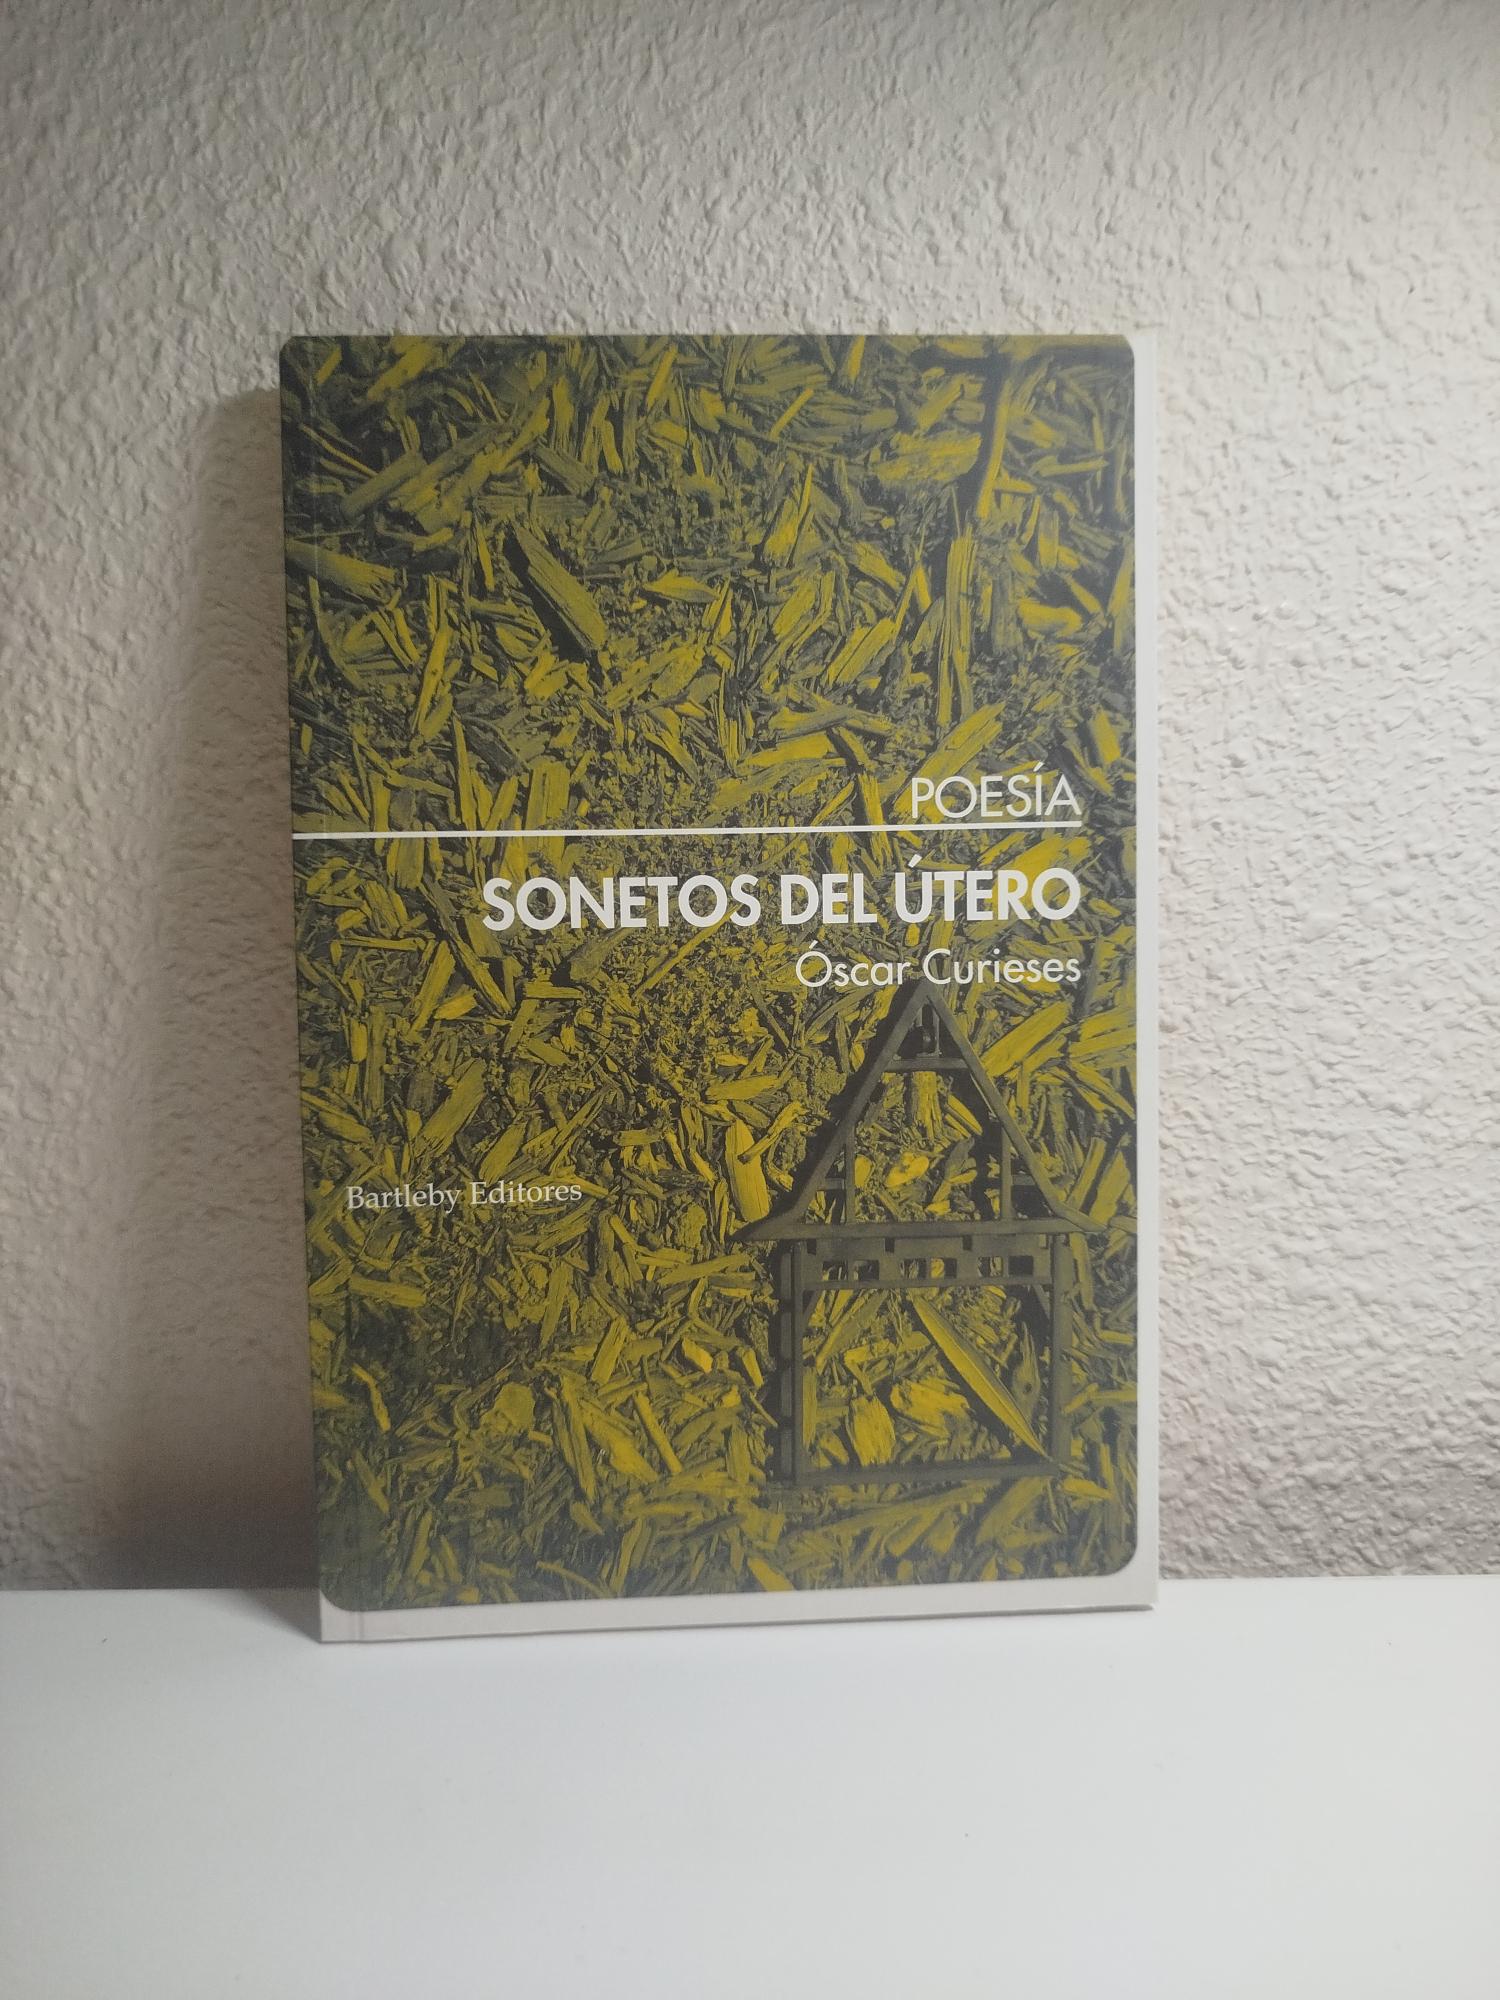 POESÍA
SONETOS DEL ÚTERO
Óscar Curieses
Bartleby Editores